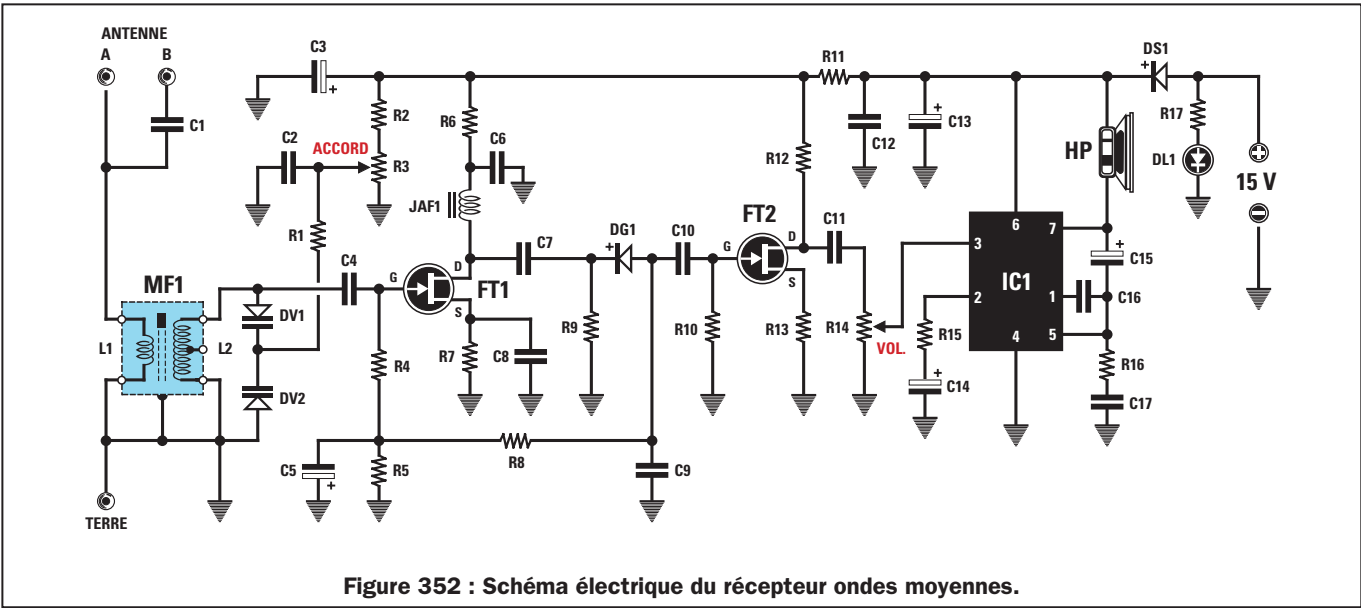 ANTENNE
A B
C3
R11
DS1
+
C1
R2
R6
C6
C12
+
C13
R17
C2
ACCORD
R3
R12
HP
DL1
15 V
JAF1
R1
DG1
+
C10
FT2
C11
D
G
S
6
7
3
+
C15
MF1
C4
G
D
S
FT1
C7
IC1
2
1
C16
DV1
L1
L2
R9
R10
R13
R14
VOL.
R15
5
4
R4
R7
C8
R16
DV2
+
C14
C17
R8
C5
+
R5
C9
TERRE
Figure 352 : Schéma électrique du récepteur ondes moyennes.